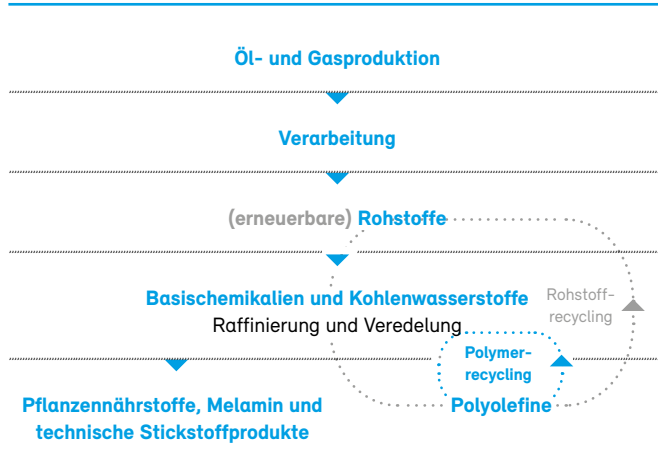 Öl- und Gasproduktion
Verarbeitung
(erneuerbare) Rohstoffe
Basischemikalien und Kohlenwasserstoffe
Raffinierung und Veredelung
Rohstoff-
recycling
Polymer-
recycling
Pflanzennährstoffe, Melamin und
technische Stickstoffprodukte
Polyolefine